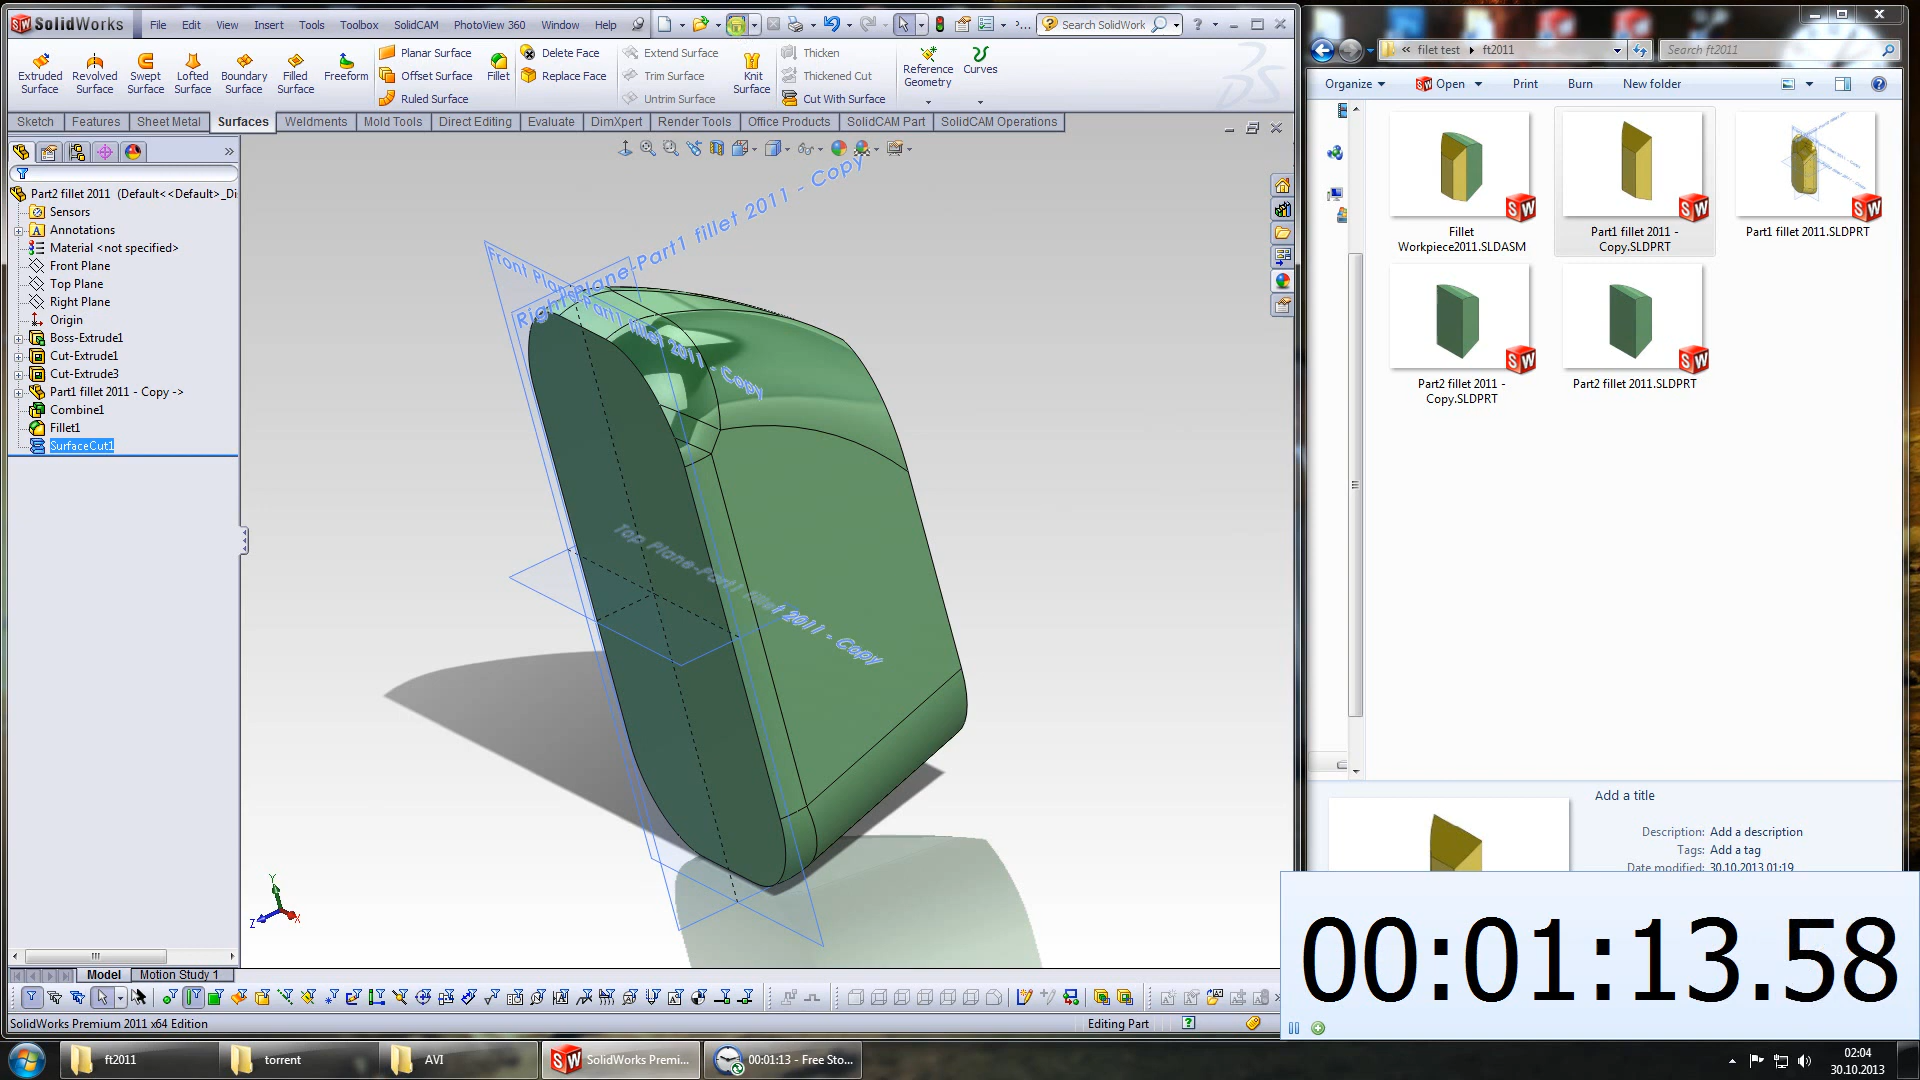 SolidWorks
File Edit View Insert Tools Toolbox SolidCAM PhotoView 360 Window Help
Search SolidWork
Extruded Surface
Revolved Surface
Swept Surface
Lofted Surface
Boundary Surface
Filled Surface
Freeform
Planar Surface
Offset Surface
Ruled Surface
Fillet
Delete Face
Replace Face
Extend Surface
Trim Surface
Untrim Surface
Knit Surface
Thicken
Thickened Cut
Cut With Surface
Reference Geometry
Curves
Sketch Features Sheet Metal Surfaces Weldments Mold Tools Direct Editing Evaluate DimXpert Render Tools Office Products SolidCAM Part SolidCAM Operations
Part2 fillet 2011 (Default<<Default>_Di
Sensors
Annotations
Material <not specified>
Front Plane
Top Plane
Right Plane
Origin
Boss-Extrude1
Cut-Extrude1
Cut-Extrude3
Part1 fillet 2011 - Copy ->
Combine1
Fillet1
SurfaceCut1
Right Plane-Part1 fillet 2011 - Copy
Front Plane-Part1 fillet 2011 - Copy
Top Plane-Part1 fillet 2011 - Copy
Y
Z
X
Model Motion Study 1
SolidWorks Premium 2011 x64 Edition
Editing Part
« filet test ▸ ft2011
Search ft2011
Organize Open Print Burn New folder
Fillet
Workpiece2011.SLDASM
Part1 fillet 2011 -
Copy.SLDPRT
Part1 fillet 2011.SLDPRT
Part2 fillet 2011 -
Copy.SLDPRT
Part2 fillet 2011.SLDPRT
Add a title
Description: Add a description
Tags: Add a tag
Date modified: 30.10.2013 01:19
00:01:13.58
ft2011
torrent
AVI
SolidWorks Premi...
00:01:13 - Free Sto...
02:04
30.10.2013